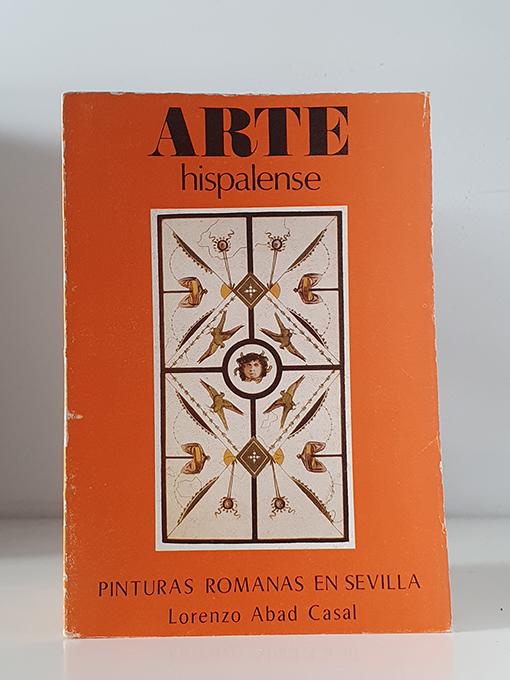 ARTE
hispalense
PINTURAS ROMANAS EN SEVILLA
Lorenzo Abad Casal